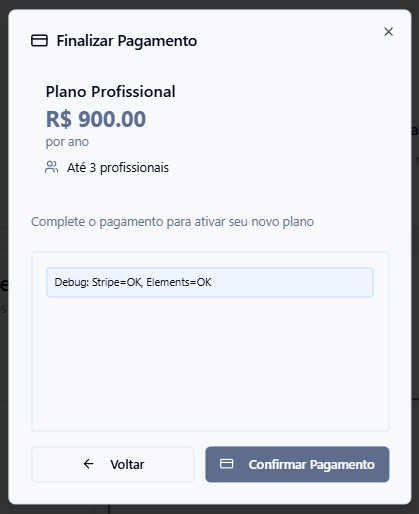 Finalizar Pagamento
Plano Profissional
R$ 900.00
por ano
Até 3 profissionais
Complete o pagamento para ativar seu novo plano
Debug: Stripe=OK, Elements=OK
Voltar
Confirmar Pagamento